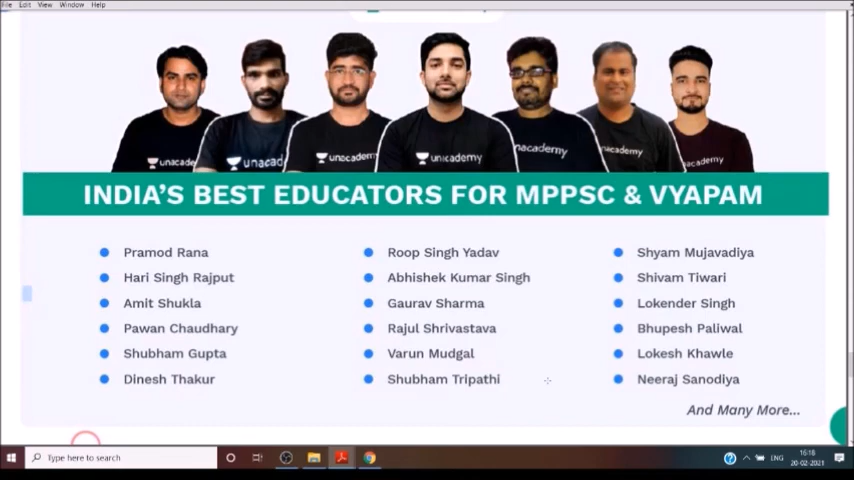 File Edit View Window Help
unacademy unacademy unacademy unacademy unacademy unacademy
INDIA'S BEST EDUCATORS FOR MPPSC & VYAPAM
Pramod Rana Roop Singh Yadav Shyam Mujavadiya
Hari Singh Rajput Abhishek Kumar Singh Shivam Tiwari
Amit Shukla Gaurav Sharma Lokender Singh
Pawan Chaudhary Rajul Shrivastava Bhupesh Paliwal
Shubham Gupta Varun Mudgal Lokesh Khawle
Dinesh Thakur Shubham Tripathi Neeraj Sanodiya
And Many More...
Type here to search
ENG
16:18
20-02-2021